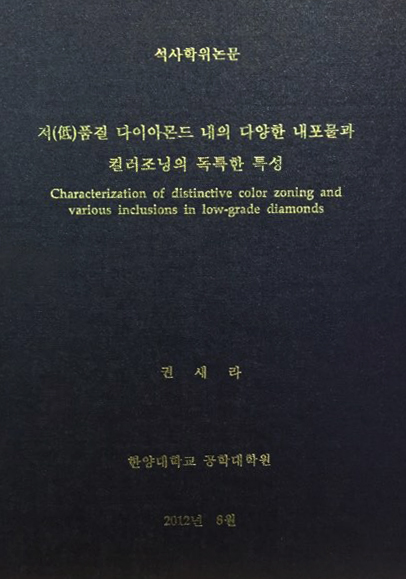 석사학위논문
저(低)품질 다이아몬드 내의 다양한 내포물과
컬러조닝의 독특한 특성
Characterization of distinctive color zoning and
various inclusions in low-grade diamonds
권 세 라
한양대학교 공학대학원
2012년 8월